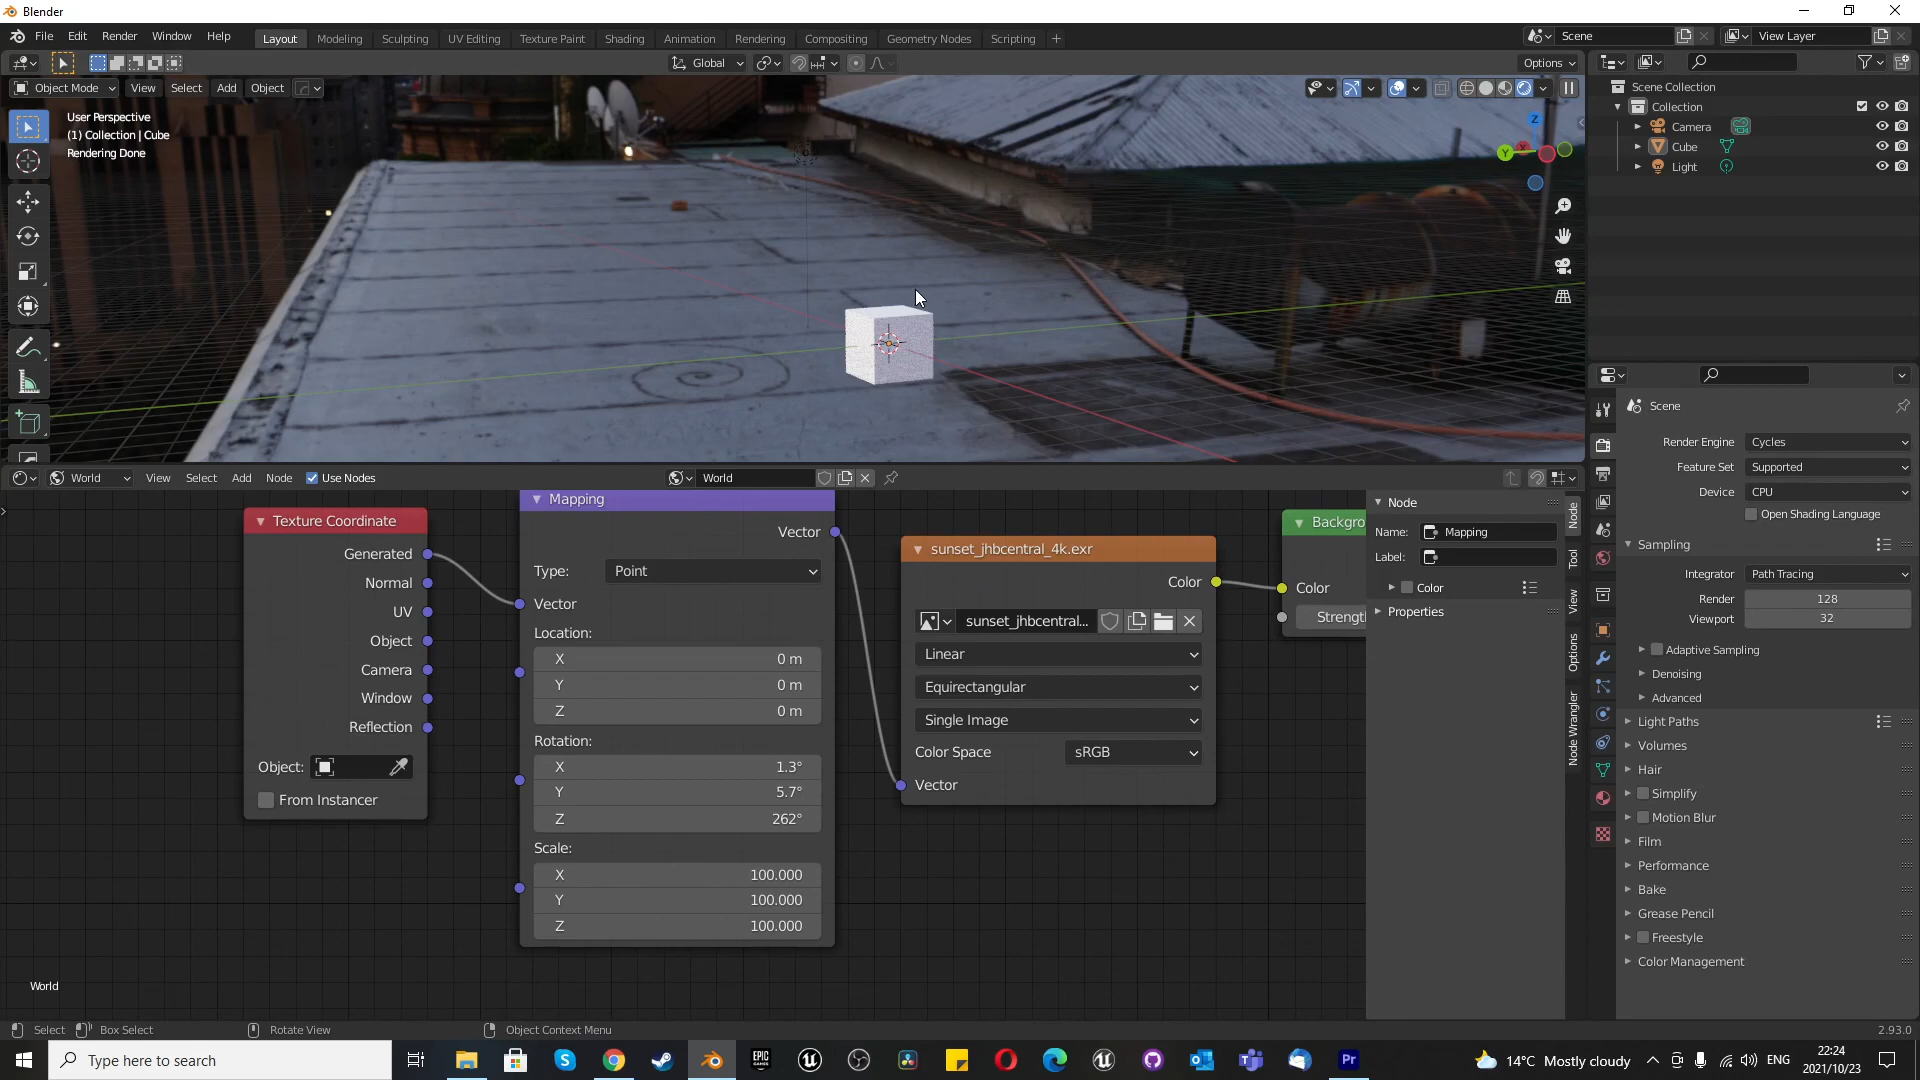 Blender
File Edit Render Window Help
Layout Modeling Sculpting UV Editing Texture Paint Shading Animation Rendering Compositing Geometry Nodes Scripting +
Scene
View Layer
Global
Options
Object Mode View Select Add Object
User Perspective
(1) Collection | Cube
Rendering Done
Z
Y
X
Scene Collection
Collection
Camera
Cube
Light
World View Select Add Node Use Nodes
World
Texture Coordinate
Generated
Normal
UV
Object
Camera
Window
Reflection
Object:
From Instancer
Mapping
Vector
Type: Point
Vector
Location:
X 0 m
Y 0 m
Z 0 m
Rotation:
X 1.3°
Y 5.7°
Z 262°
Scale:
X 100.000
Y 100.000
Z 100.000
sunset_jhbcentral_4k.exr
Color
sunset_jhbcentral...
Linear
Equirectangular
Single Image
Color Space sRGB
Vector
Backgro
Color
Strengt
Node
Name: Mapping
Label:
Color
Properties
Node
Tool
View
Options
Node Wrangler
Scene
Render Engine Cycles
Feature Set Supported
Device CPU
Open Shading Language
Sampling
Integrator Path Tracing
Render 128
Viewport 32
Adaptive Sampling
Denoising
Advanced
Light Paths
Volumes
Hair
Simplify
Motion Blur
Film
Performance
Bake
Grease Pencil
Freestyle
Color Management
World
Select Box Select Rotate View Object Context Menu
2.93.0
Type here to search
EPIC GAMES
Pr
14°C Mostly cloudy
ENG
22:24
2021/10/23